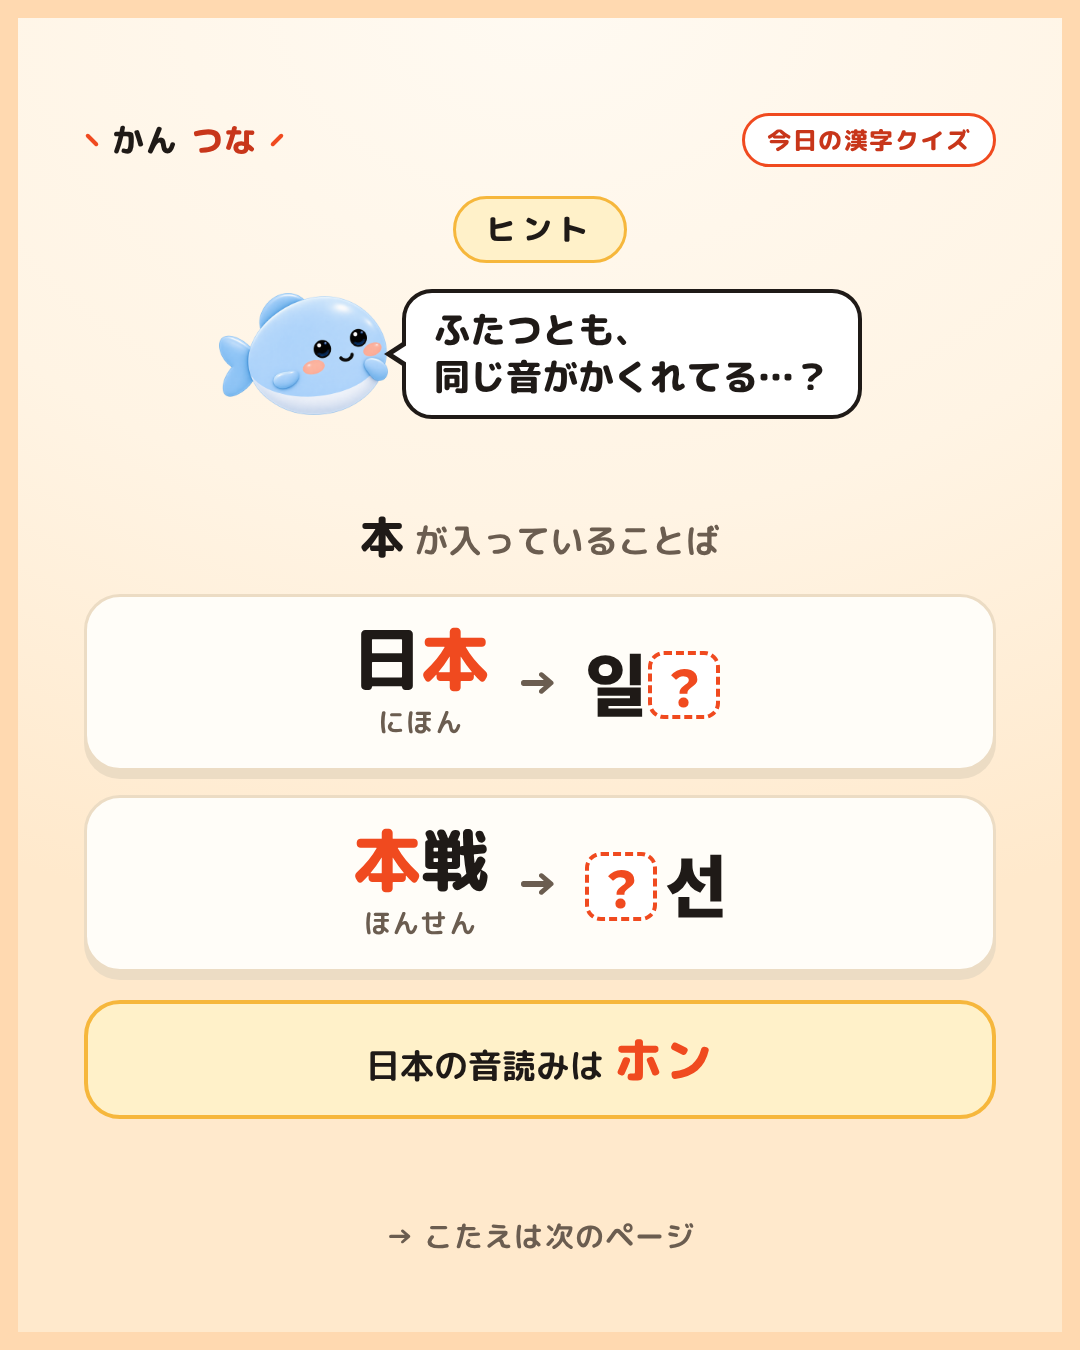 かん つな
今日の漢字クイズ
ヒント
ふたつとも、
同じ音がかくれてる…？
本 が入っていることば
日本 → 일？
にほん
本戦 → ？선
ほんせん
日本の音読みは ホン
→ こたえは次のページ